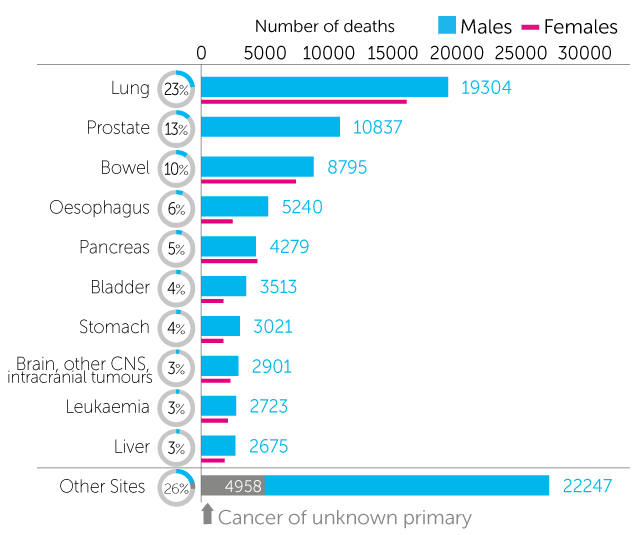 Number of deaths
Males
Females
0 5000 10000 15000 20000 25000 30000
Lung 23% 19304
Prostate 13% 10837
Bowel 10% 8795
Oesophagus 6% 5240
Pancreas 5% 4279
Bladder 4% 3513
Stomach 4% 3021
Brain, other CNS,
intracranial tumours 3% 2901
Leukaemia 3% 2723
Liver 3% 2675
Other Sites 26% 4958 22247
Cancer of unknown primary